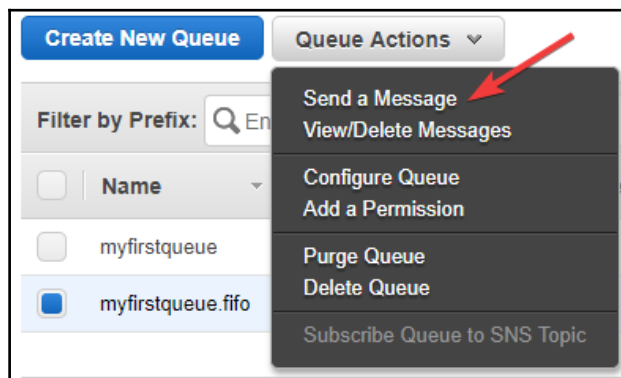 Create New Queue
Queue Actions
Send a Message
View/Delete Messages
Filter by Prefix:
En
Configure Queue
Add a Permission
Name
Purge Queue
Delete Queue
myfirstqueue
myfirstqueue.fifo
Subscribe Queue to SNS Topic